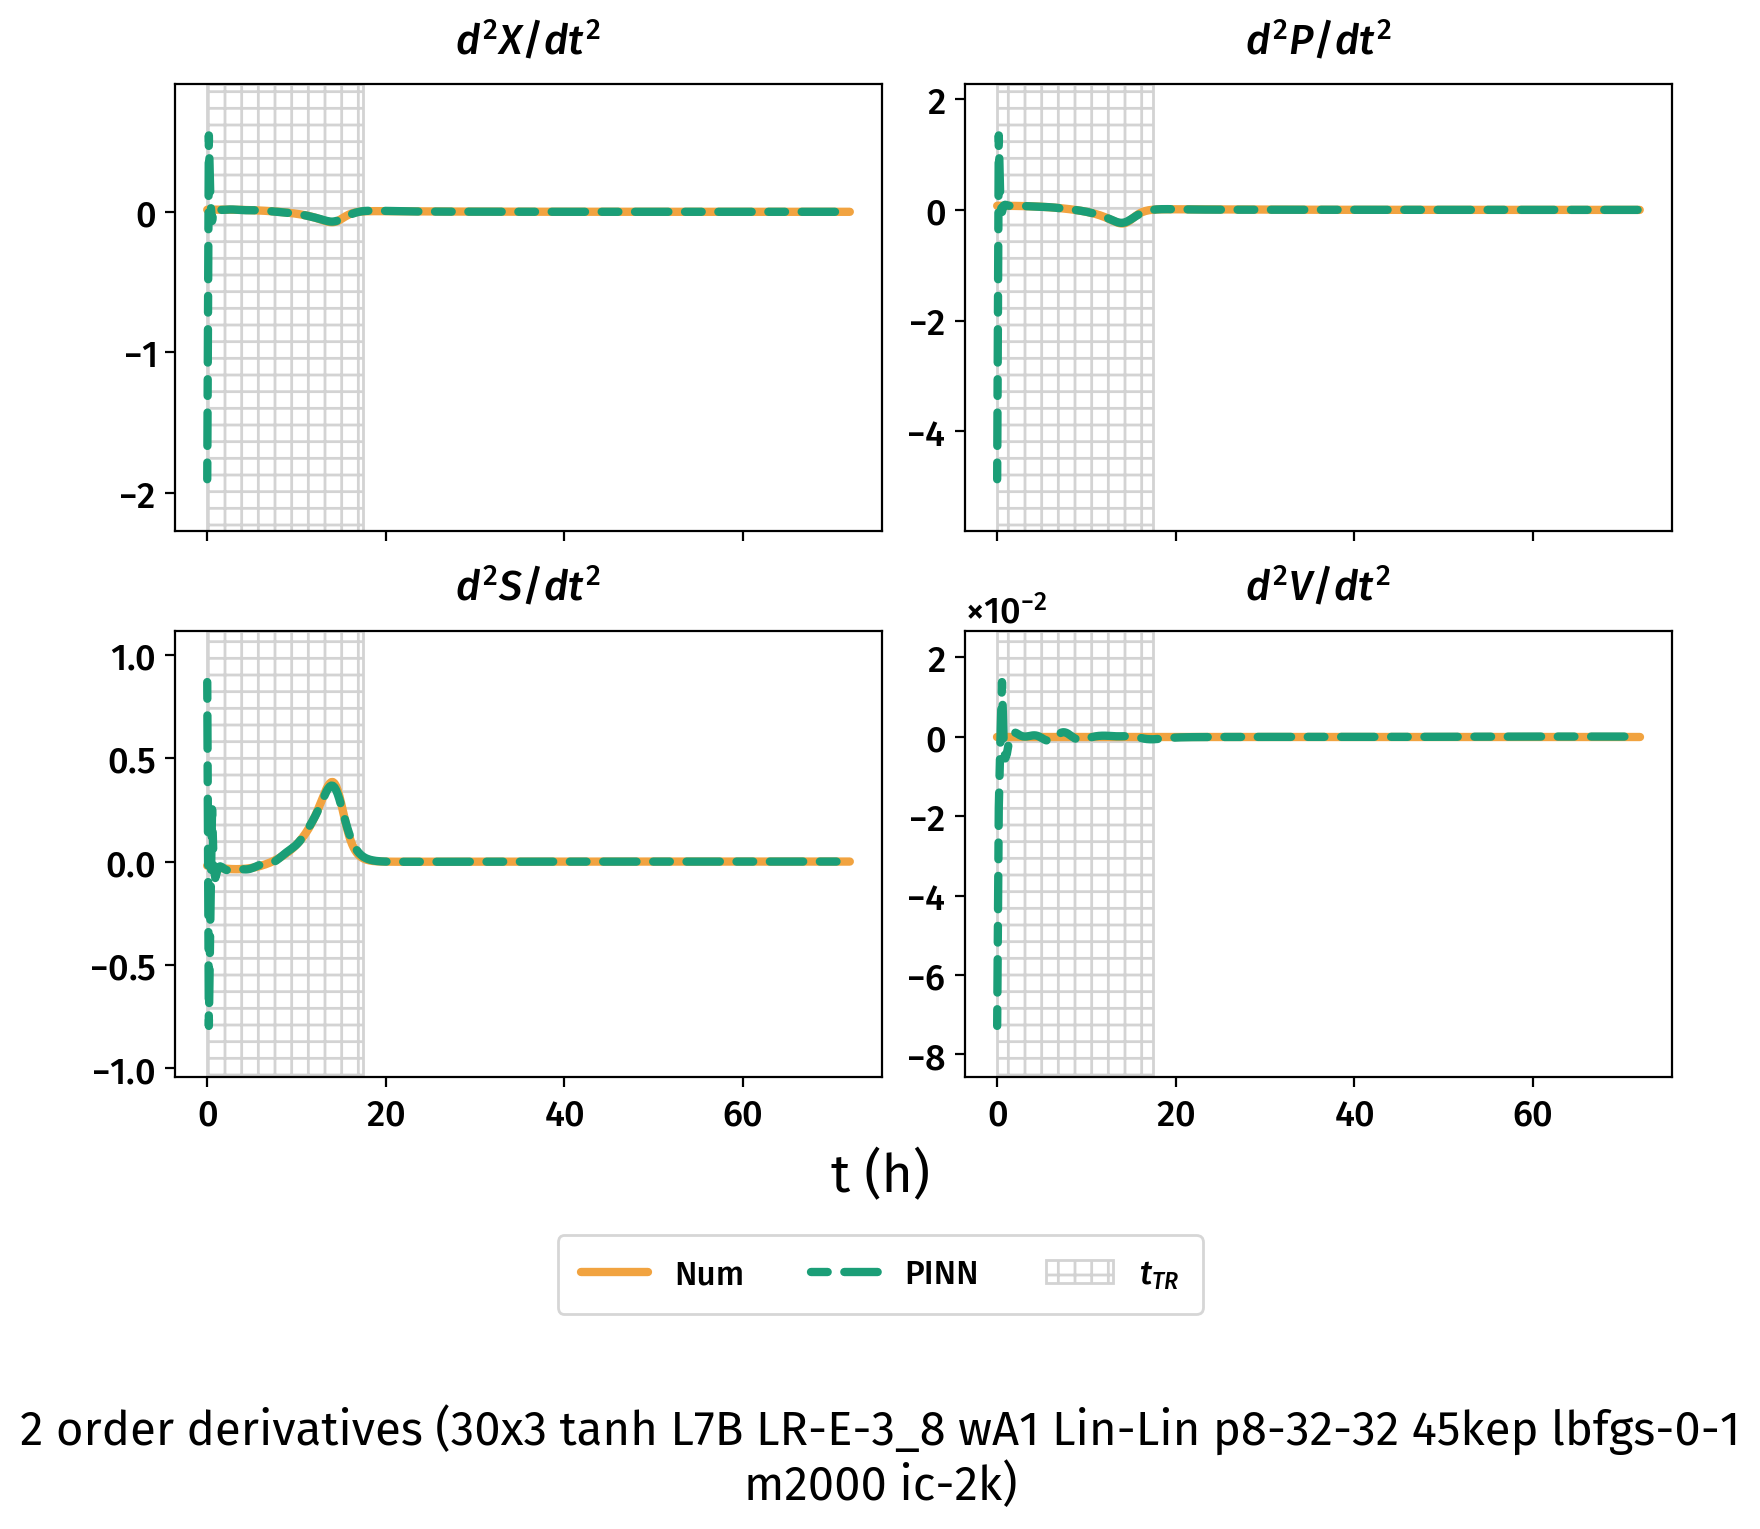 d²X/dt²
d²P/dt²
0
−1
−2
2
0
−2
−4
d²S/dt²
d²V/dt²
×10⁻²
1.0
0.5
0.0
−0.5
−1.0
2
0
−2
−4
−6
−8
0 20 40 60
0 20 40 60
t (h)
Num PINN t_TR
2 order derivatives (30x3 tanh L7B LR-E-3_8 wA1 Lin-Lin p8-32-32 45kep lbfgs-0-1
m2000 ic-2k)